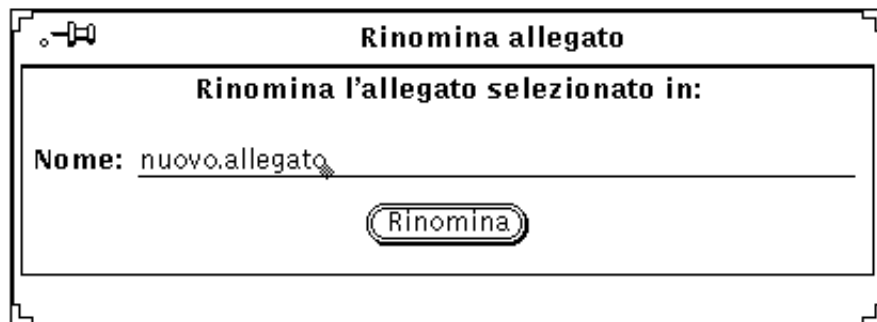 Rinomina allegato
Rinomina l'allegato selezionato in:
Nome: nuovo.allegato
Rinomina